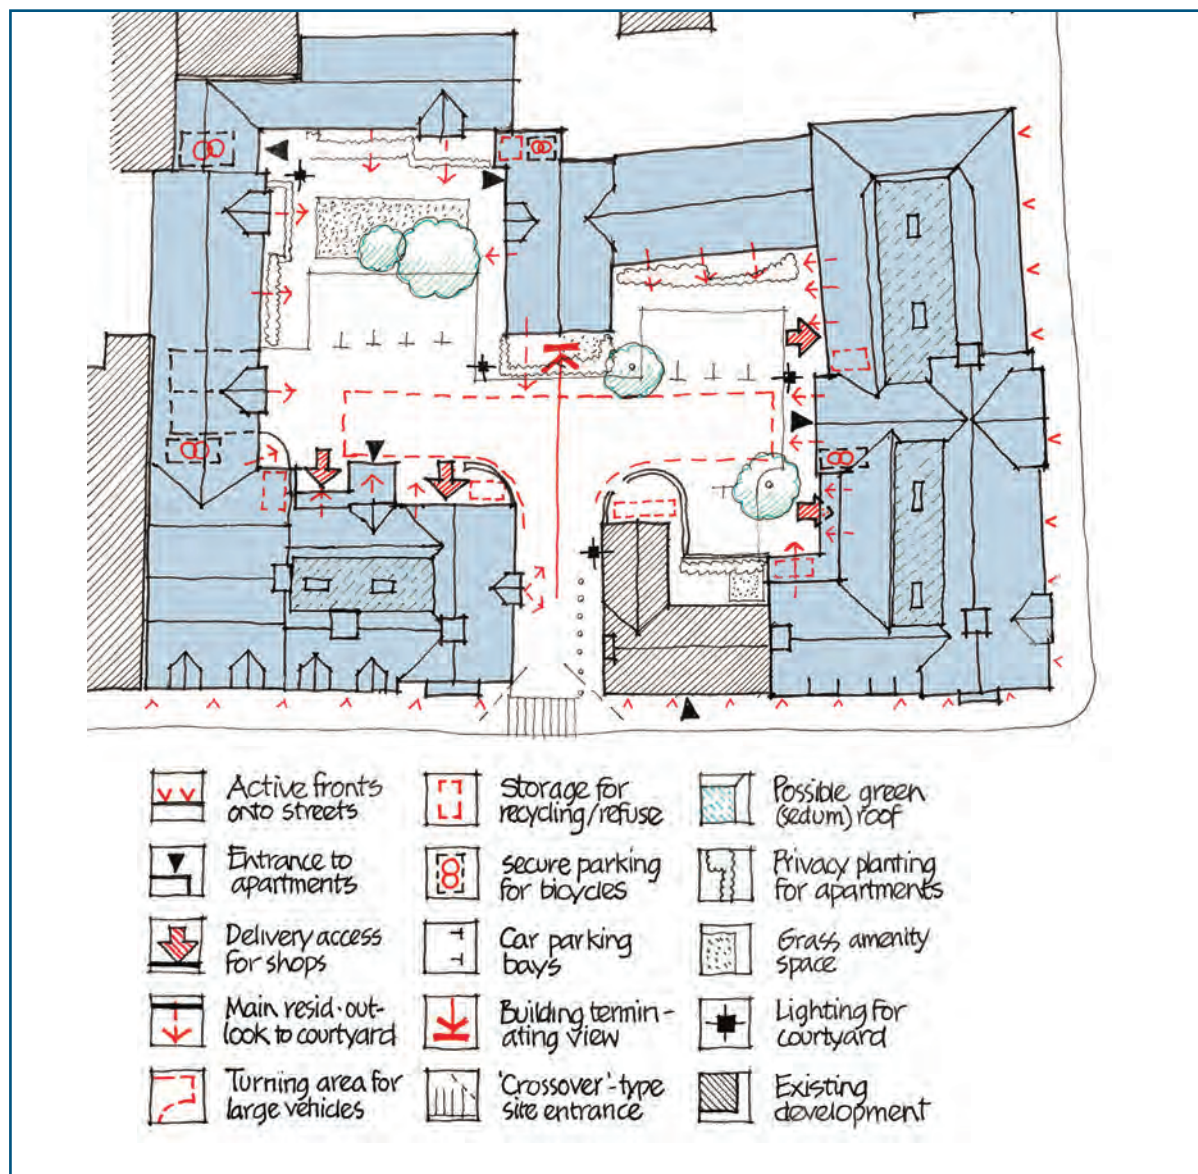 Active fronts
onto streets
Entrance to
apartments
Delivery access
for shops
Main resid. out-
look to courtyard
Turning area for
large vehicles
Storage for
recycling/refuse
secure parking
for bicycles
Car parking
bays
Building termin-
ating view
'Crossover'-type
site entrance
Possible green
(sedum) roof
Privacy planting
for apartments
Grass amenity
space
Lighting for
courtyard
Existing
development